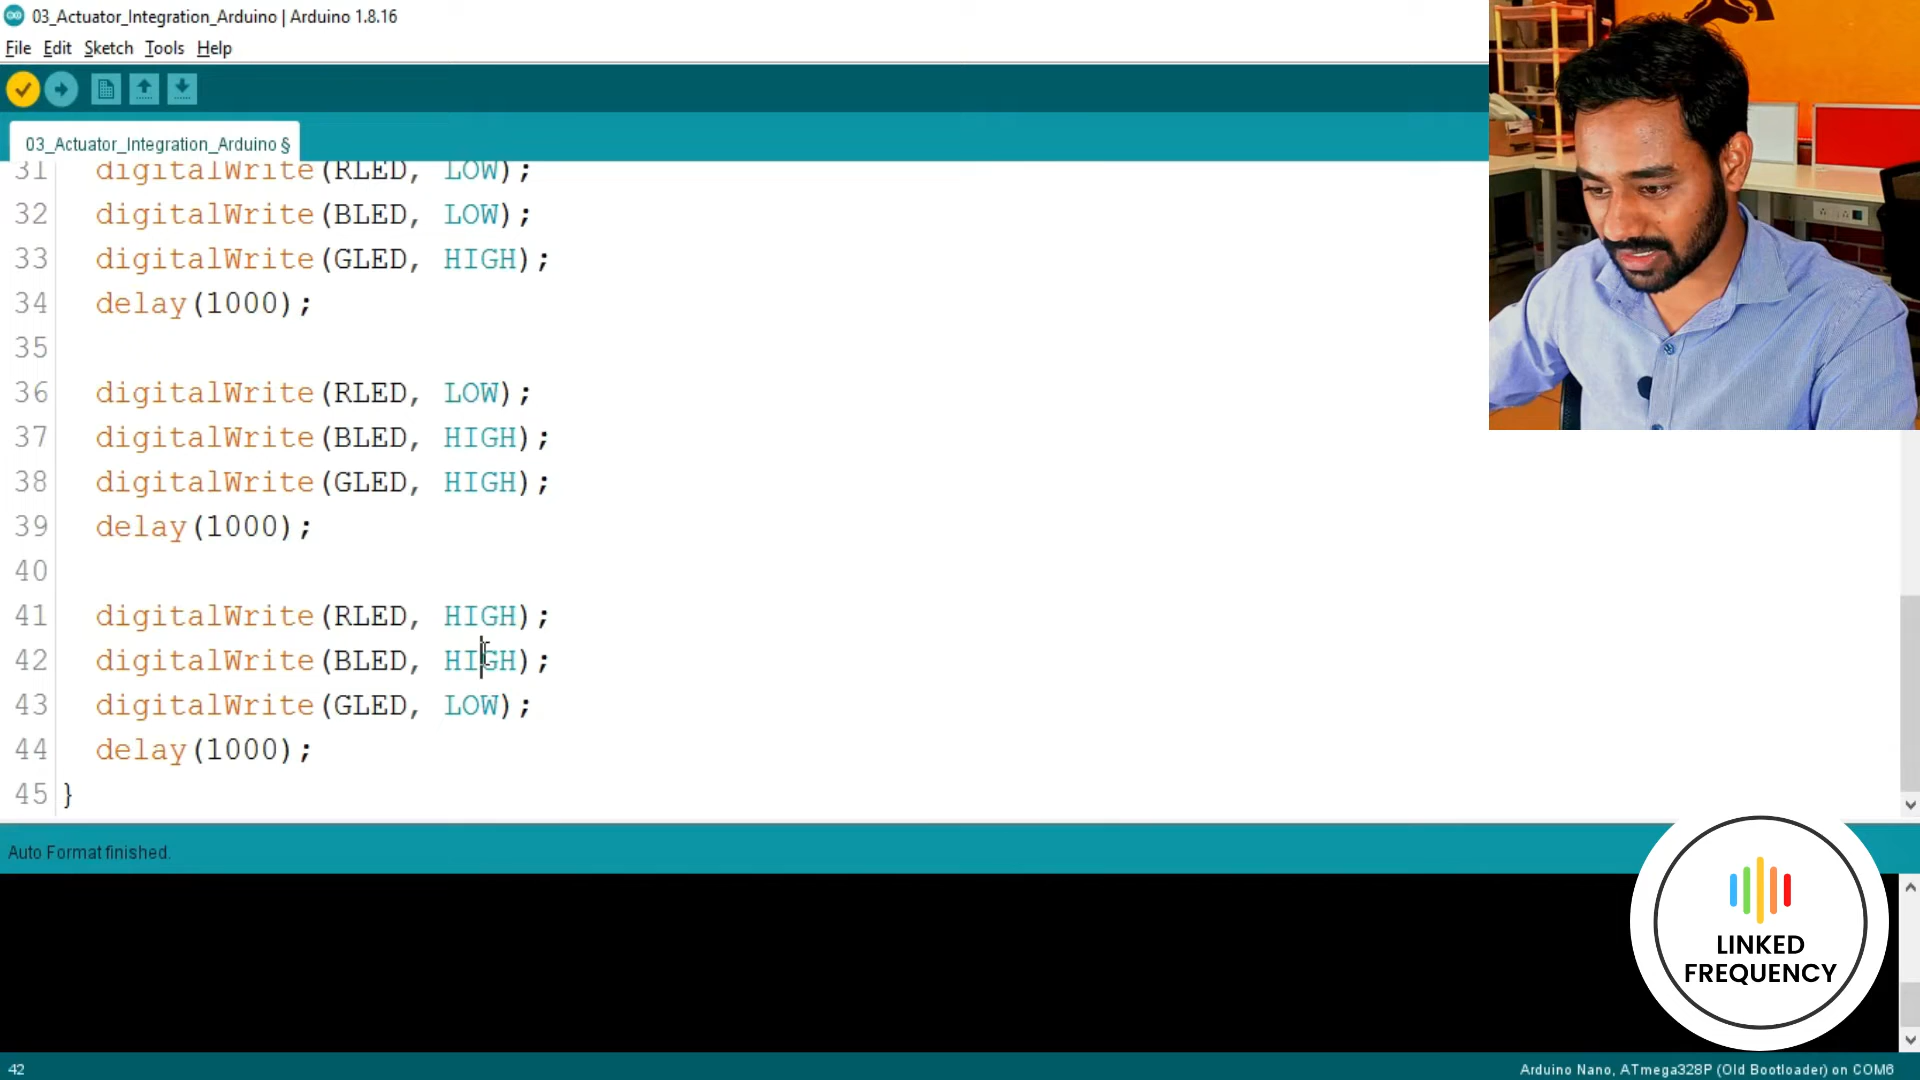 03_Actuator_Integration_Arduino | Arduino 1.8.16
File Edit Sketch Tools Help
03_Actuator_Integration_Arduino §
31 digitalWrite(RLED, LOW);
32 digitalWrite(BLED, LOW);
33 digitalWrite(GLED, HIGH);
34 delay(1000);
35
36 digitalWrite(RLED, LOW);
37 digitalWrite(BLED, HIGH);
38 digitalWrite(GLED, HIGH);
39 delay(1000);
40
41 digitalWrite(RLED, HIGH);
42 digitalWrite(BLED, HIGH);
43 digitalWrite(GLED, LOW);
44 delay(1000);
45 }
Auto Format finished.
LINKED
FREQUENCY
42
Arduino Nano, ATmega328P (Old Bootloader) on COM6